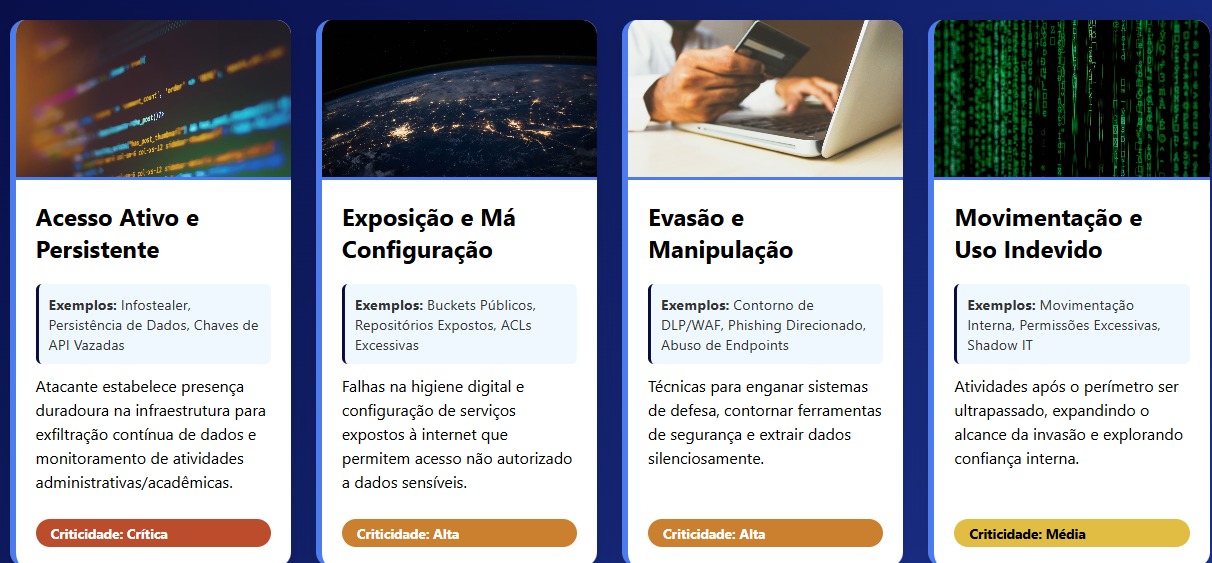 Acesso Ativo e
Persistente
Exemplos: Infostealer,
Persistência de Dados, Chaves de
API Vazadas
Atacante estabelece presença
duradoura na infraestrutura para
exfiltração contínua de dados e
monitoramento de atividades
administrativas/acadêmicas.
Criticidade: Crítica
Exposição e Má
Configuração
Exemplos: Buckets Públicos,
Repositórios Expostos, ACLs
Excessivas
Falhas na higiene digital e
configuração de serviços
expostos à internet que
permitem acesso não autorizado
a dados sensíveis.
Criticidade: Alta
Evasão e
Manipulação
Exemplos: Contorno de
DLP/WAF, Phishing Direcionado,
Abuso de Endpoints
Técnicas para enganar sistemas
de defesa, contornar ferramentas
de segurança e extrair dados
silenciosamente.
Criticidade: Alta
Movimentação e
Uso Indevido
Exemplos: Movimentação
Interna, Permissões Excessivas,
Shadow IT
Atividades após o perímetro ser
ultrapassado, expandindo o
alcance da invasão e explorando
confiança interna.
Criticidade: Média